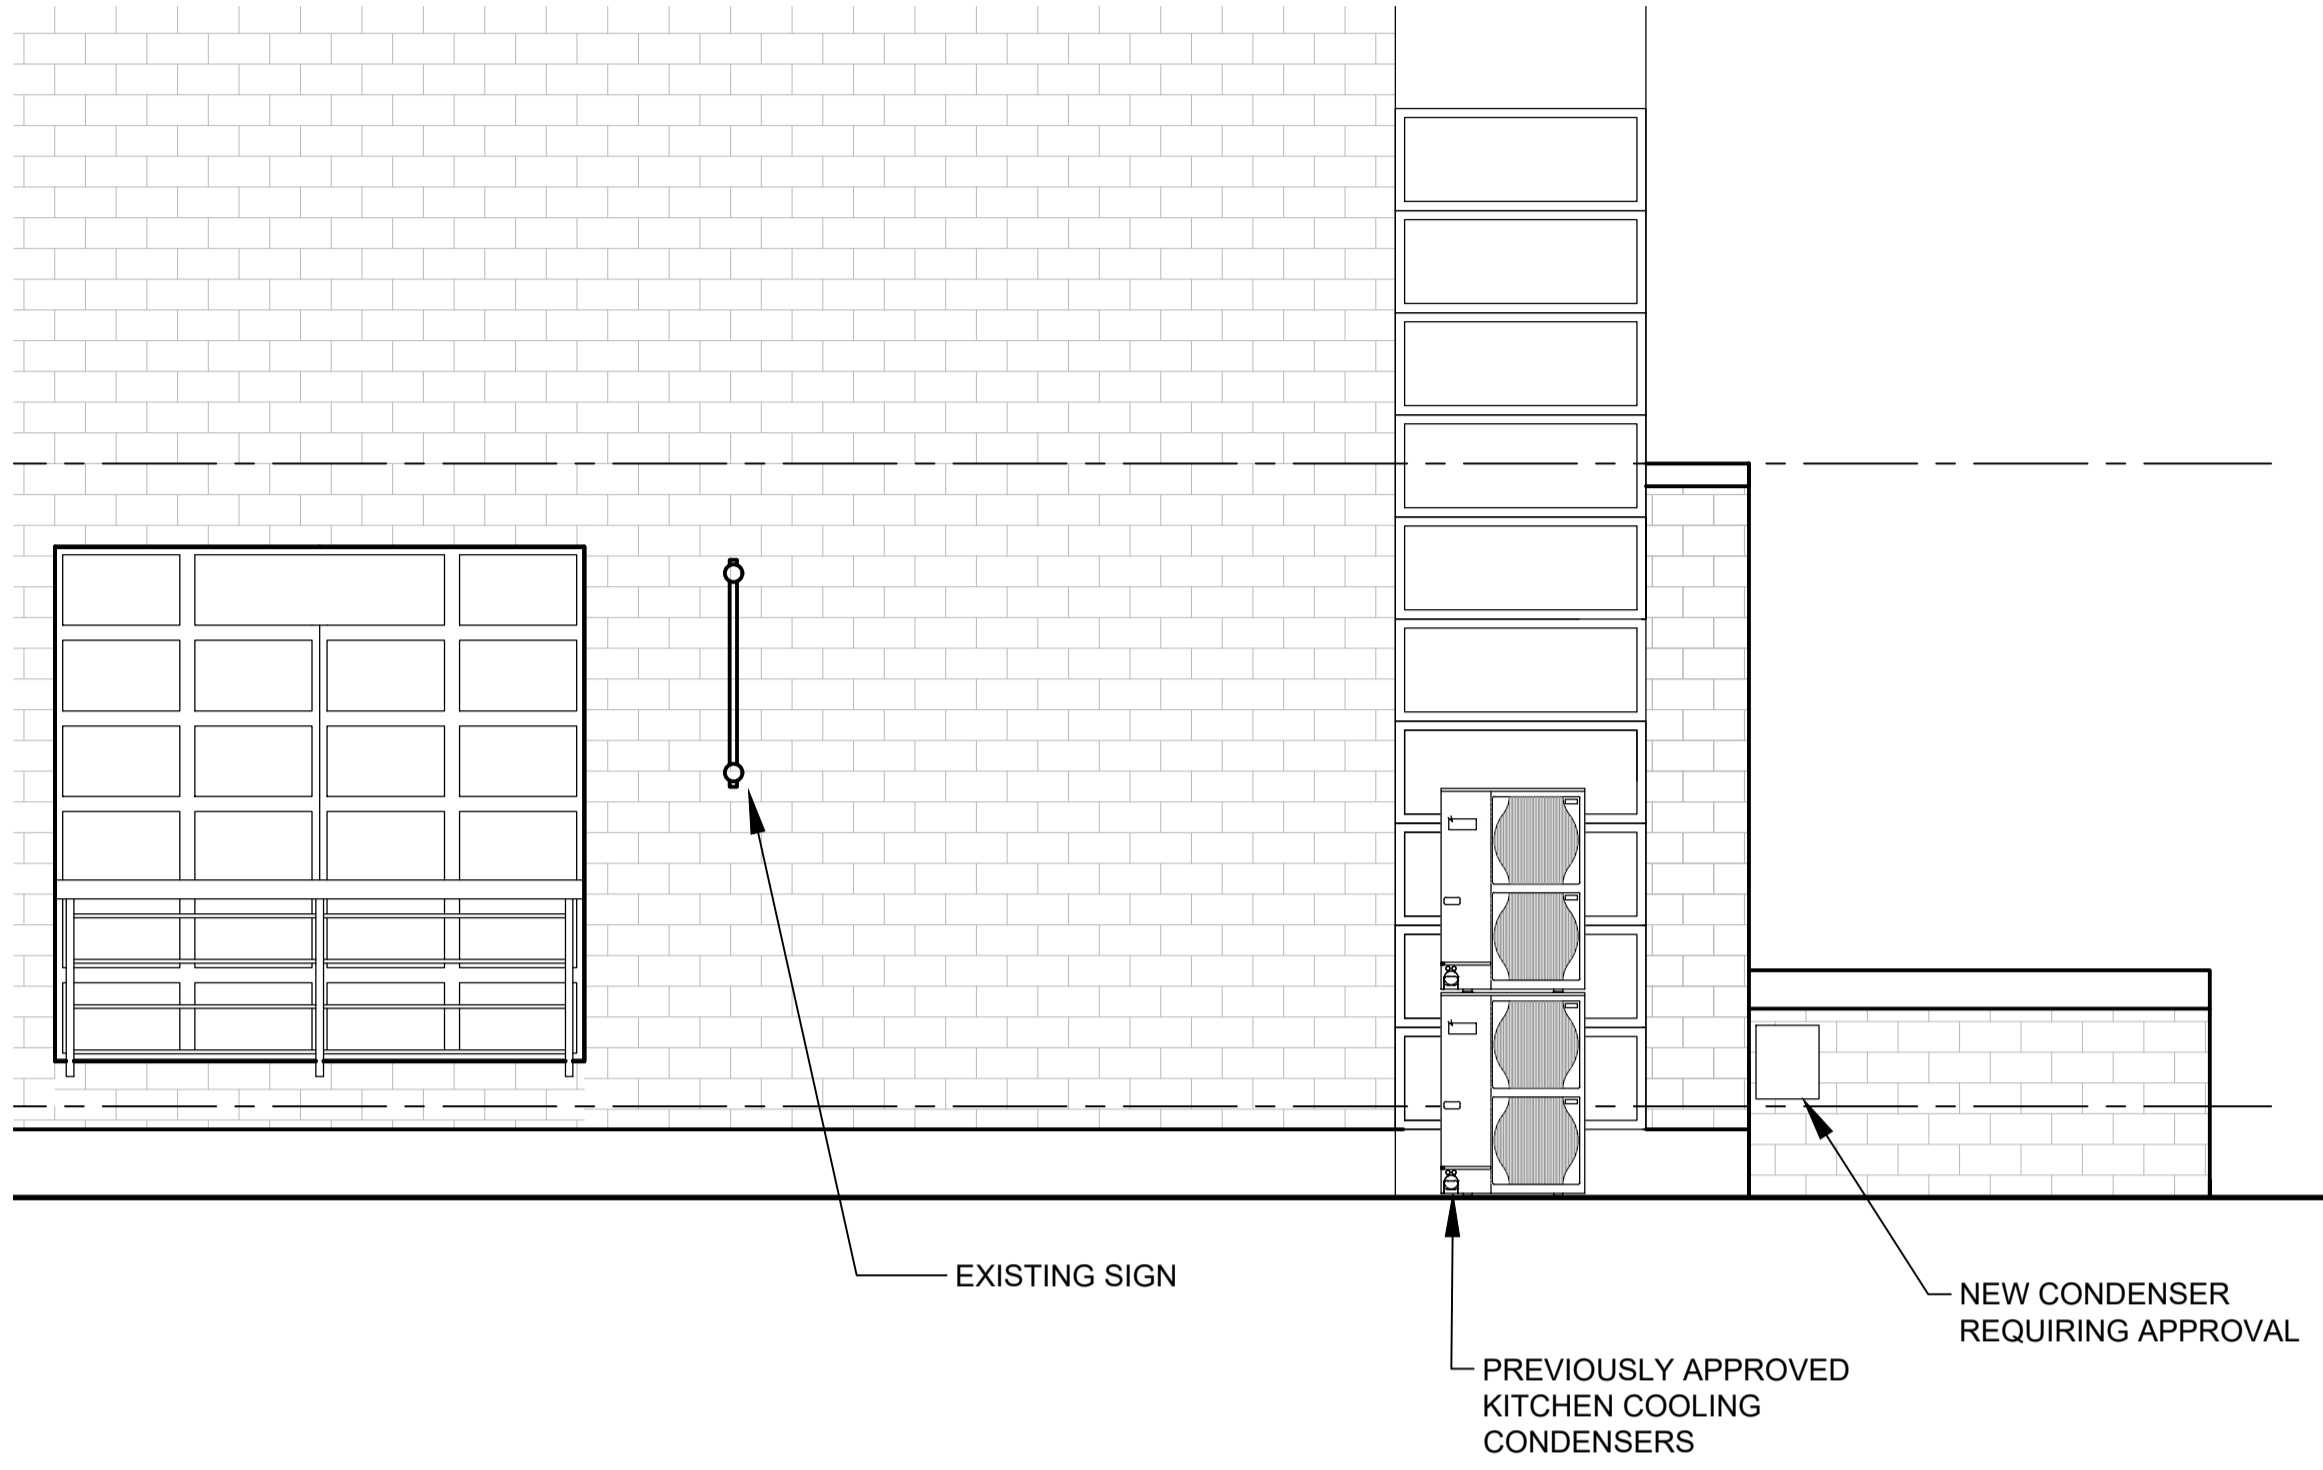 EXISTING SIGN
NEW CONDENSER
REQUIRING APPROVAL
PREVIOUSLY APPROVED
KITCHEN COOLING
CONDENSERS